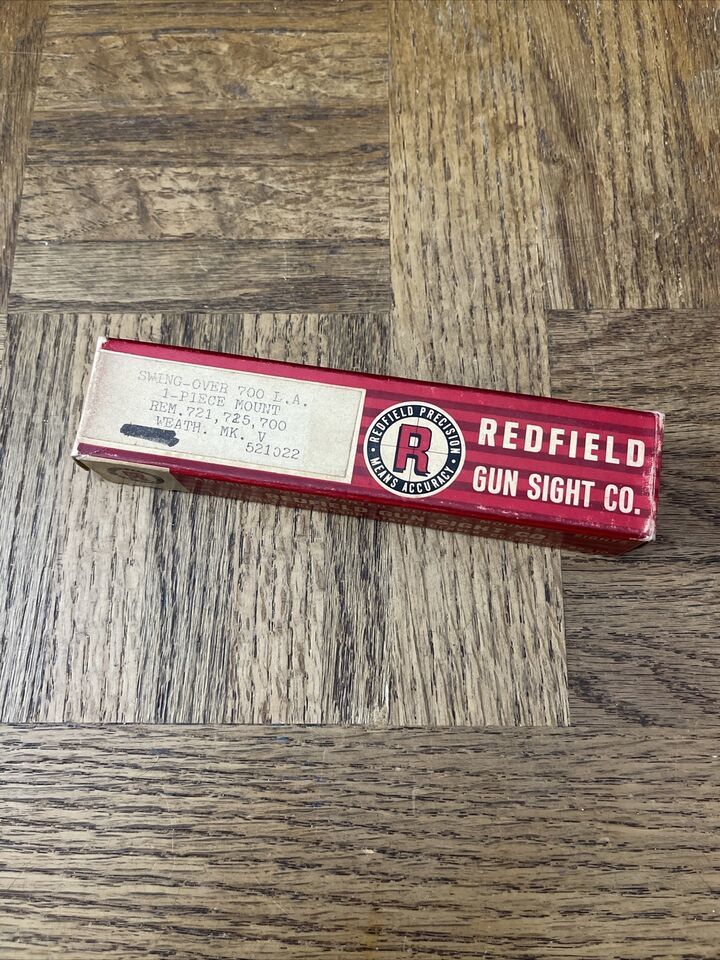 SWING-OVER 700 L.A.
1-PIECE MOUNT
REM.721,725,700
WEATH. MK. V
521022
REDFIELD PRECISION
R
MEANS ACCURACY
REDFIELD
GUN SIGHT CO.